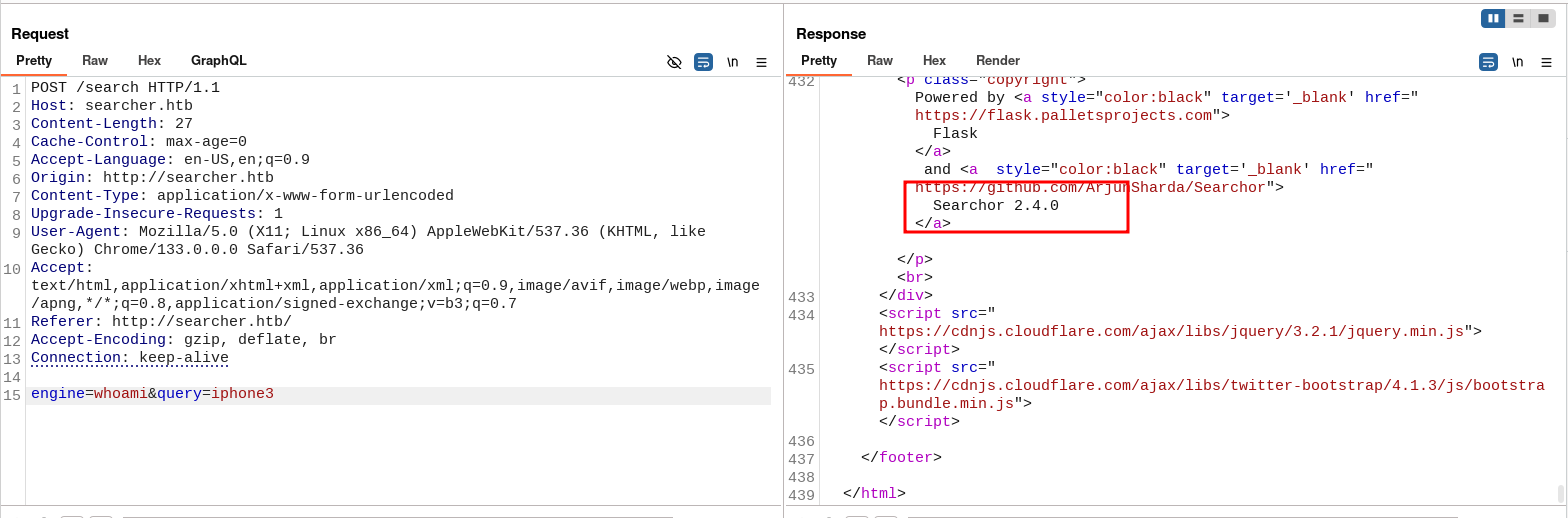 Request
Pretty Raw Hex GraphQL \n
1 POST /search HTTP/1.1
2 Host: searcher.htb
3 Content-Length: 27
4 Cache-Control: max-age=0
5 Accept-Language: en-US,en;q=0.9
6 Origin: http://searcher.htb
7 Content-Type: application/x-www-form-urlencoded
8 Upgrade-Insecure-Requests: 1
9 User-Agent: Mozilla/5.0 (X11; Linux x86_64) AppleWebKit/537.36 (KHTML, like
Gecko) Chrome/133.0.0.0 Safari/537.36
10 Accept:
text/html,application/xhtml+xml,application/xml;q=0.9,image/avif,image/webp,image
/apng,*/*;q=0.8,application/signed-exchange;v=b3;q=0.7
11 Referer: http://searcher.htb/
12 Accept-Encoding: gzip, deflate, br
13 Connection: keep-alive
14
15 engine=whoami&query=iphone3
Response
Pretty Raw Hex Render \n
432 <p class="copyright">
Powered by <a style="color:black" target='_blank' href="
https://flask.palletsprojects.com">
Flask
</a>
and <a  style="color:black" target='_blank' href="
https://github.com/ArjunSharda/Searchor">
Searchor 2.4.0
</a>
</p>
<br>
433 </div>
434 <script src="
https://cdnjs.cloudflare.com/ajax/libs/jquery/3.2.1/jquery.min.js">
</script>
435 <script src="
https://cdnjs.cloudflare.com/ajax/libs/twitter-bootstrap/4.1.3/js/bootstra
p.bundle.min.js">
</script>
436
437 </footer>
438
439 </html>